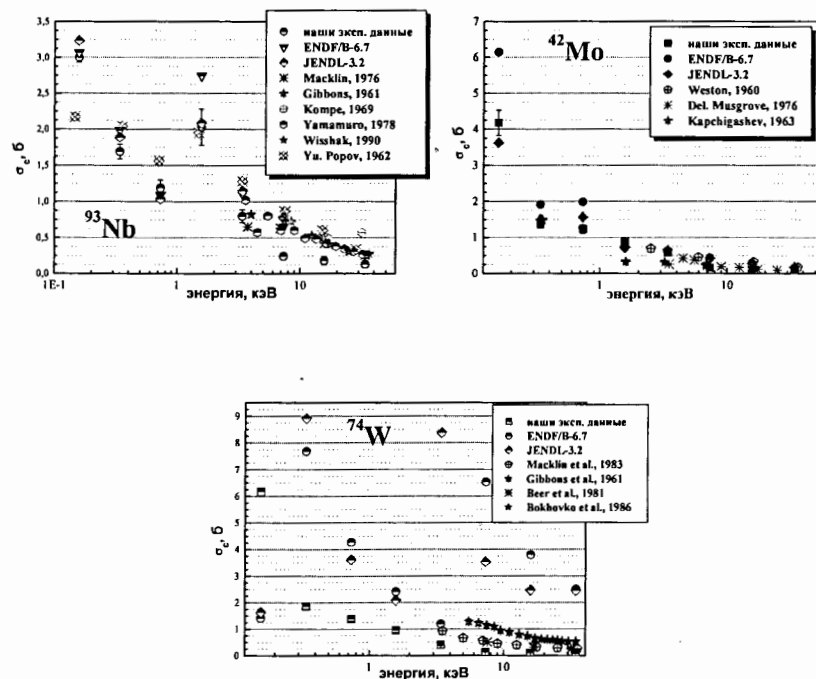 3,5
3,0
2,5
2,0
1,5
1,0
0,5
0,0
σc, б
1E-1
1
10
энергия, кэВ
93Nb
наши эксп. данные
ENDF/B-6.7
JENDL-3.2
Macklin, 1976
Gibbons, 1961
Kompe, 1969
Yamamuro, 1978
Wisshak, 1990
Yu. Popov, 1962
7
6
5
4
3
2
1
0
σc, б
1
10
энергия, кэВ
42Mo
наши эксп. данные
ENDF/B-6.7
JENDL-3.2
Weston, 1960
Del. Musgrove, 1976
Kapchigashev, 1963
9
8
7
6
5
4
3
2
1
0
σc, б
1
10
энергия, кэВ
74W
наши эксп. данные
ENDF/B-6.7
JENDL-3.2
Macklin et al., 1983
Gibbons et al., 1961
Beer et al., 1981
Bokhovko et al., 1986